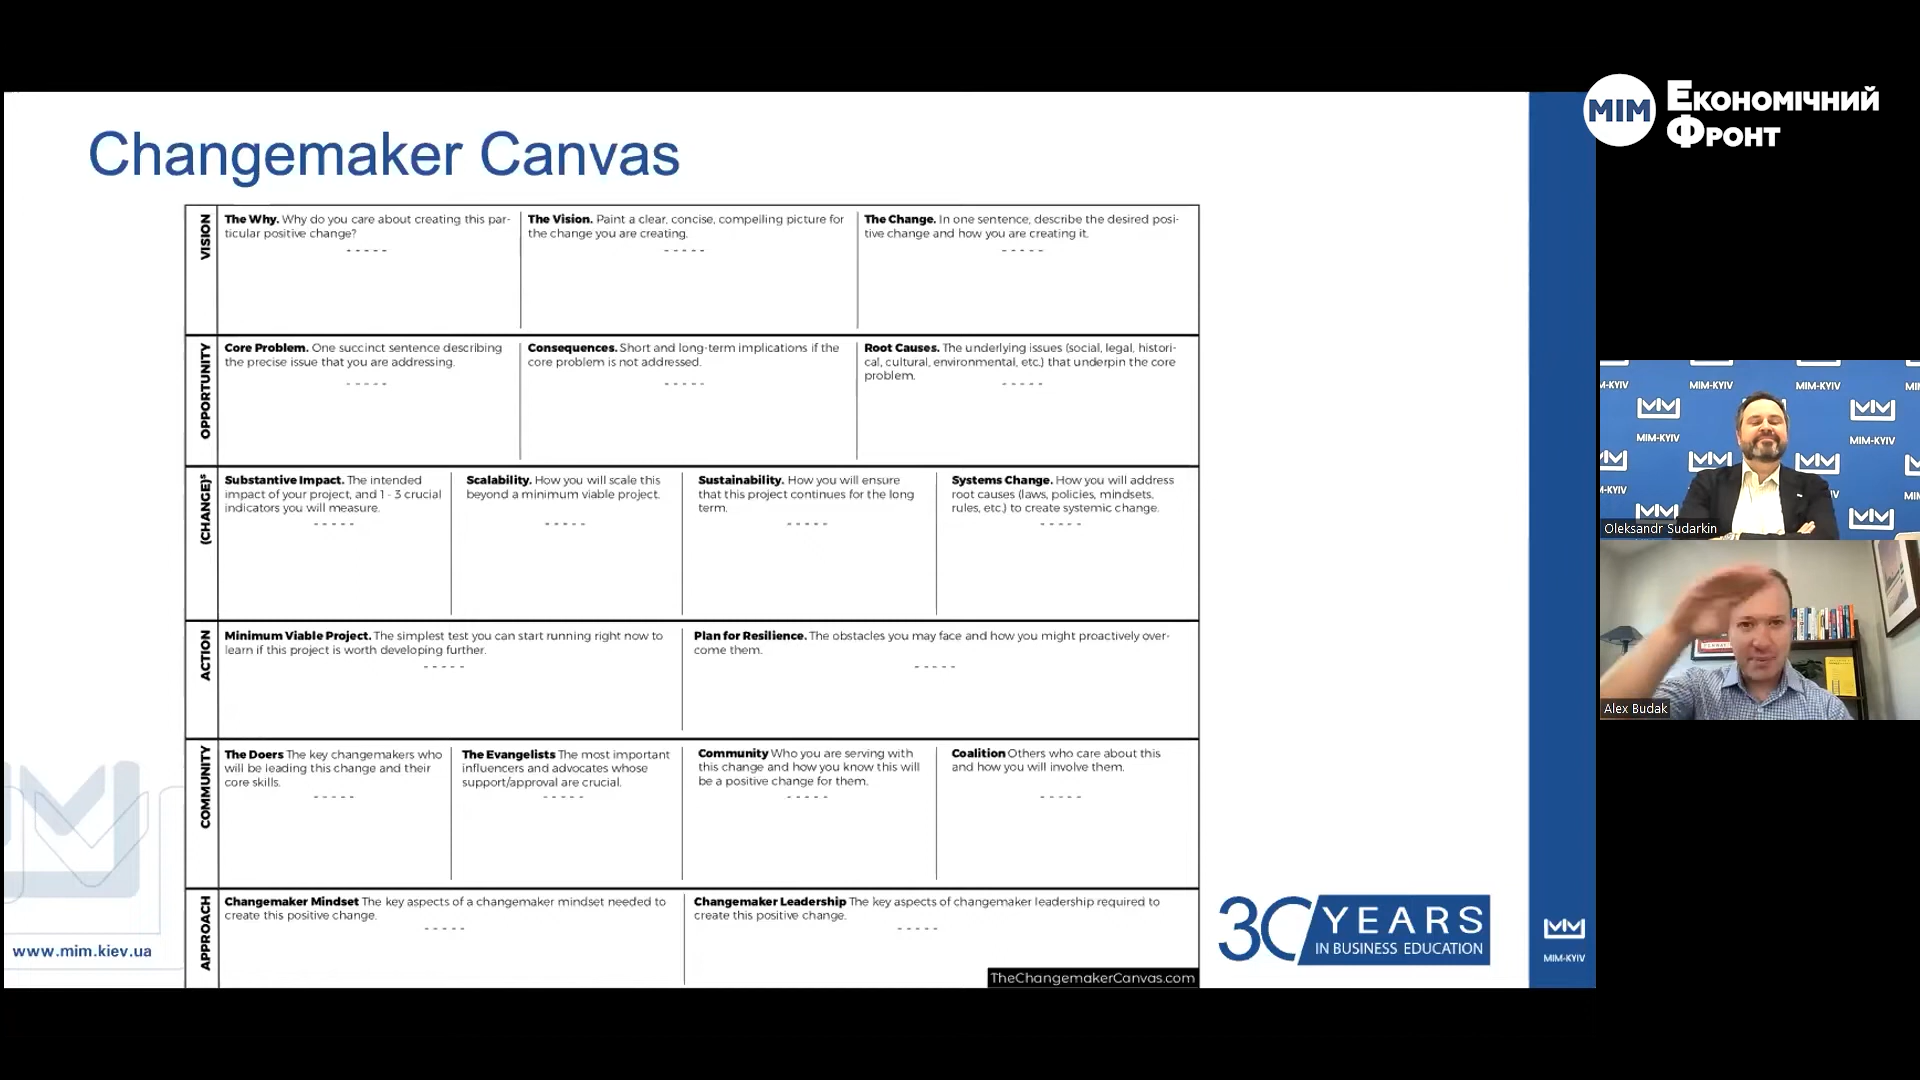 MIM Економічний
Фронт
Changemaker Canvas
VISION
The Why. Why do you care about creating this par-
ticular positive change?
- - - - -
The Vision. Paint a clear, concise, compelling picture for
the change you are creating.
- - - - -
The Change. In one sentence, describe the desired posi-
tive change and how you are creating it.
- - - - -
OPPORTUNITY
Core Problem. One succinct sentence describing
the precise issue that you are addressing.
- - - - -
Consequences. Short and long-term implications if the
core problem is not addressed.
- - - - -
Root Causes. The underlying issues (social, legal, histori-
cal, cultural, environmental, etc.) that underpin the core
problem.
- - - - -
(CHANGE)ˢ
Substantive Impact. The intended
impact of your project, and 1 - 3 crucial
indicators you will measure.
- - - - -
Scalability. How you will scale this
beyond a minimum viable project.
- - - - -
Sustainability. How you will ensure
that this project continues for the long
term.
- - - - -
Systems Change. How you will address
root causes (laws, policies, mindsets,
rules, etc.) to create systemic change.
- - - - -
ACTION
Minimum Viable Project. The simplest test you can start running right now to
learn if this project is worth developing further.
- - - - -
Plan for Resilience. The obstacles you may face and how you might proactively over-
come them.
- - - - -
COMMUNITY
The Doers The key changemakers who
will be leading this change and their
core skills.
- - - - -
The Evangelists The most important
influencers and advocates whose
support/approval are crucial.
- - - - -
Community Who you are serving with
this change and how you know this will
be a positive change for them.
- - - - -
Coalition Others who care about this
and how you will involve them.
- - - - -
APPROACH
Changemaker Mindset The key aspects of a changemaker mindset needed to
create this positive change.
- - - - -
Changemaker Leadership The key aspects of changemaker leadership required to
create this positive change.
- - - - -
TheChangemakerCanvas.com
www.mim.kiev.ua
30 YEARS
IN BUSINESS EDUCATION
MIM-KYIV
MIM-KYIV
MIM-KYIV
MIM-KYIV
MIM-KYIV
Oleksandr Sudarkin
Alex Budak